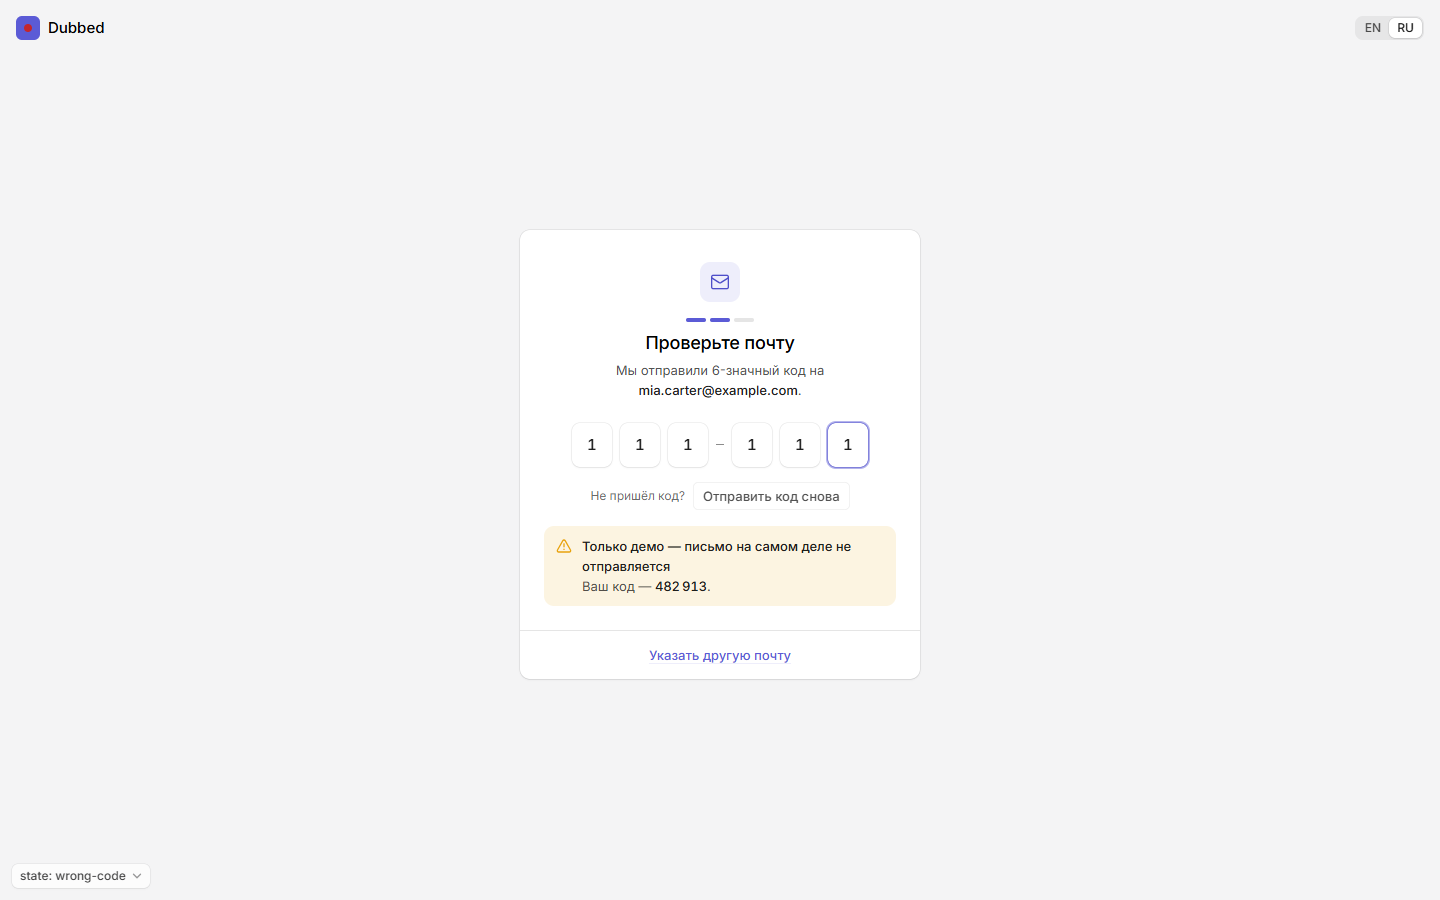 Dubbed
EN RU
Проверьте почту
Мы отправили 6-значный код на
mia.carter@example.com.
1 1 1 – 1 1 1
Не пришёл код? Отправить код снова
Только демо — письмо на самом деле не
отправляется
Ваш код — 482 913.
Указать другую почту
state: wrong-code